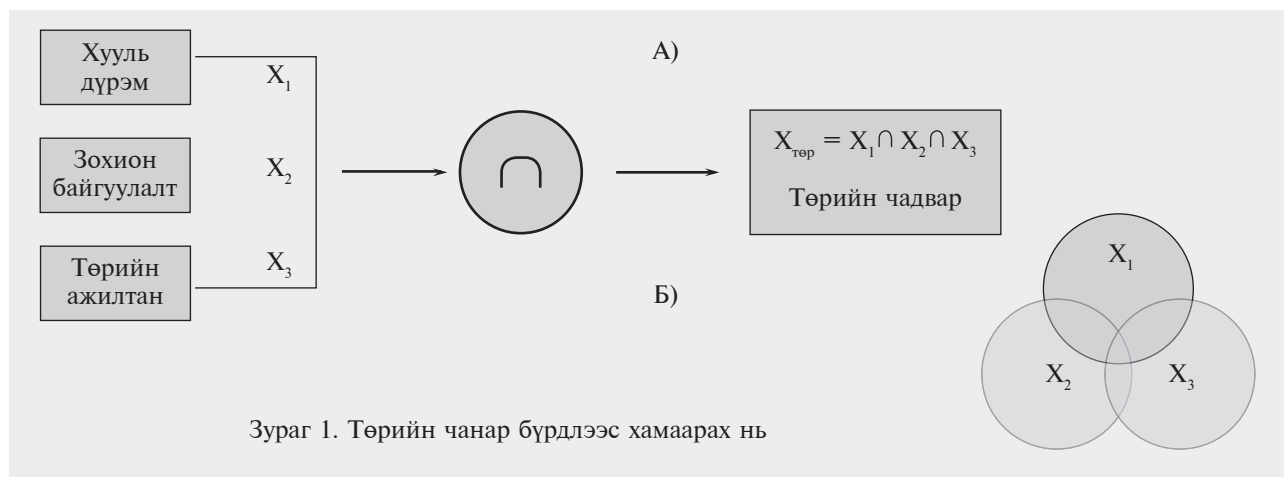 Хууль
дүрэм
X₁
Зохион
байгуулалт
X₂
Төрийн
ажилтан
X₃
∩
А)
Xтөр = X₁∩ X₂∩ X₃
Төрийн чадвар
Б)
X₁
X₂
X₃
Зураг 1. Төрийн чанар бүрдлээс хамаарах нь